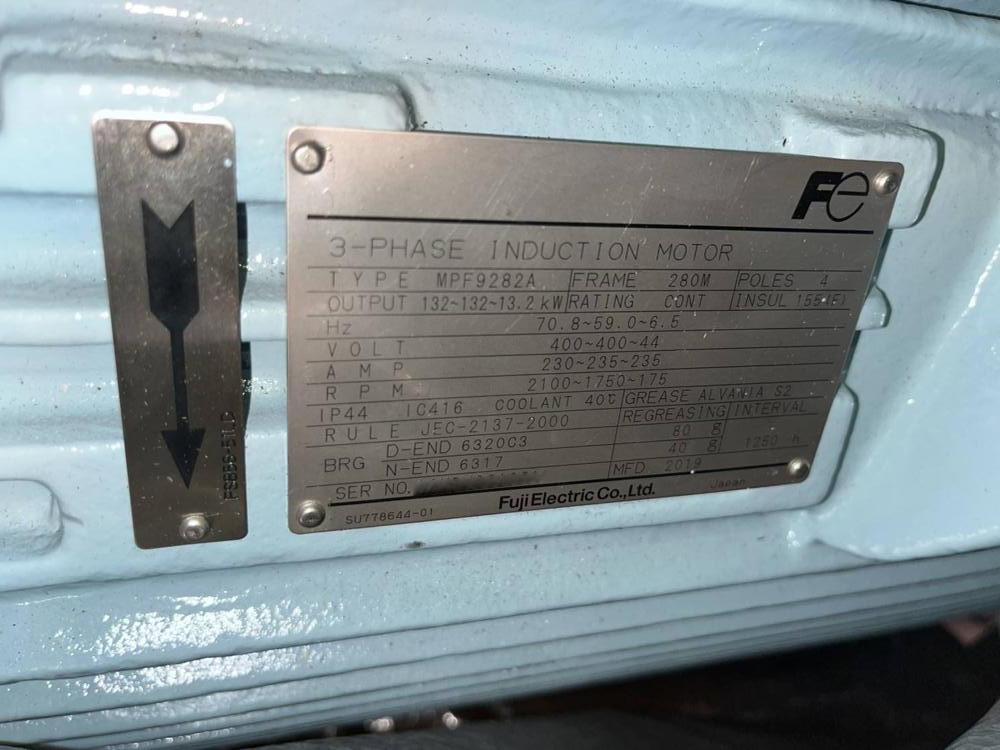 Fe
3-PHASE INDUCTION MOTOR
TYPE MPF9282A FRAME 280M POLES 4
OUTPUT 132~132~13.2 kW RATING CONT INSUL 155(F)
Hz 70.8~59.0~6.5
VOLT 400~400~44
AMP 230~235~235
RPM 2100~1750~175
IP44 IC416 COOLANT 40℃ GREASE ALVANIA S2
RULE JEC-2137-2000 REGREASING INTERVAL
BRG D-END 6320C3 80 g 1250 h
N-END 6317 40 g
SER NO. MFD. 2019
SU778644-01 Fuji Electric Co.,Ltd. Japan